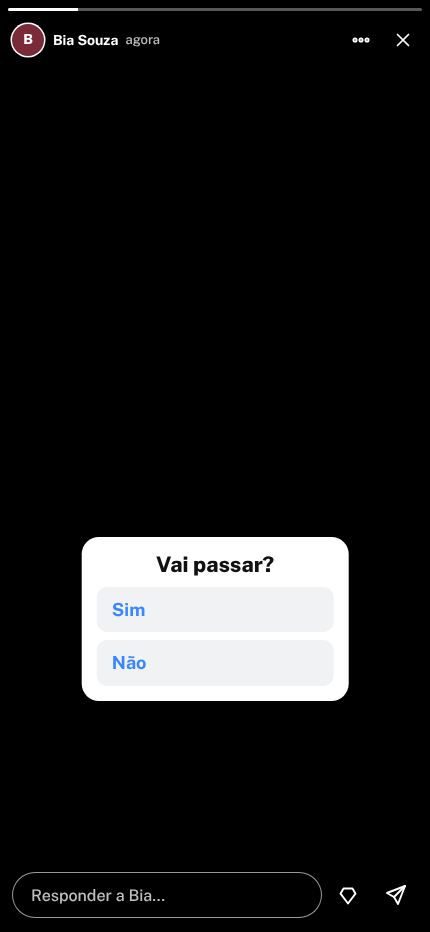 B
Bia Souza agora
Vai passar?
Sim
Não
Responder a Bia...